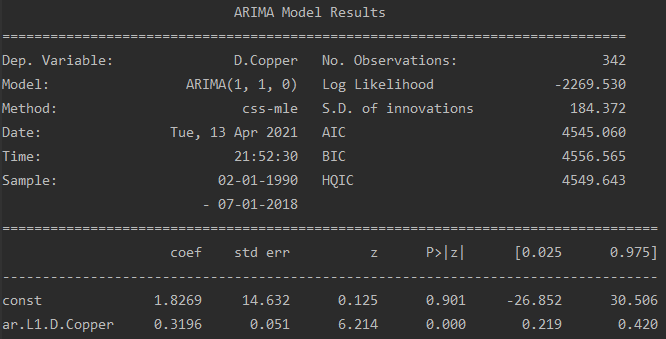 ARIMA Model Results
==============================================================================
Dep. Variable: D.Copper No. Observations: 342
Model: ARIMA(1, 1, 0) Log Likelihood -2269.530
Method: css-mle S.D. of innovations 184.372
Date: Tue, 13 Apr 2021 AIC 4545.060
Time: 21:52:30 BIC 4556.565
Sample: 02-01-1990 HQIC 4549.643
- 07-01-2018
==================================================================================
coef std err z P>|z| [0.025 0.975]
----------------------------------------------------------------------------------
const 1.8269 14.632 0.125 0.901 -26.852 30.506
ar.L1.D.Copper 0.3196 0.051 6.214 0.000 0.219 0.420